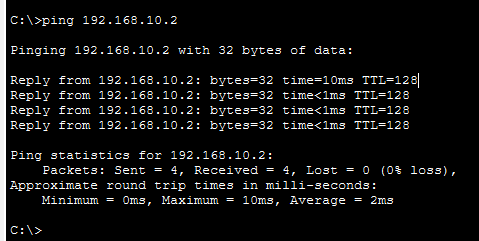 C:\>ping 192.168.10.2
Pinging 192.168.10.2 with 32 bytes of data:
Reply from 192.168.10.2: bytes=32 time=10ms TTL=128
Reply from 192.168.10.2: bytes=32 time<1ms TTL=128
Reply from 192.168.10.2: bytes=32 time<1ms TTL=128
Reply from 192.168.10.2: bytes=32 time<1ms TTL=128
Ping statistics for 192.168.10.2:
    Packets: Sent = 4, Received = 4, Lost = 0 (0% loss),
Approximate round trip times in milli-seconds:
    Minimum = 0ms, Maximum = 10ms, Average = 2ms
C:\>